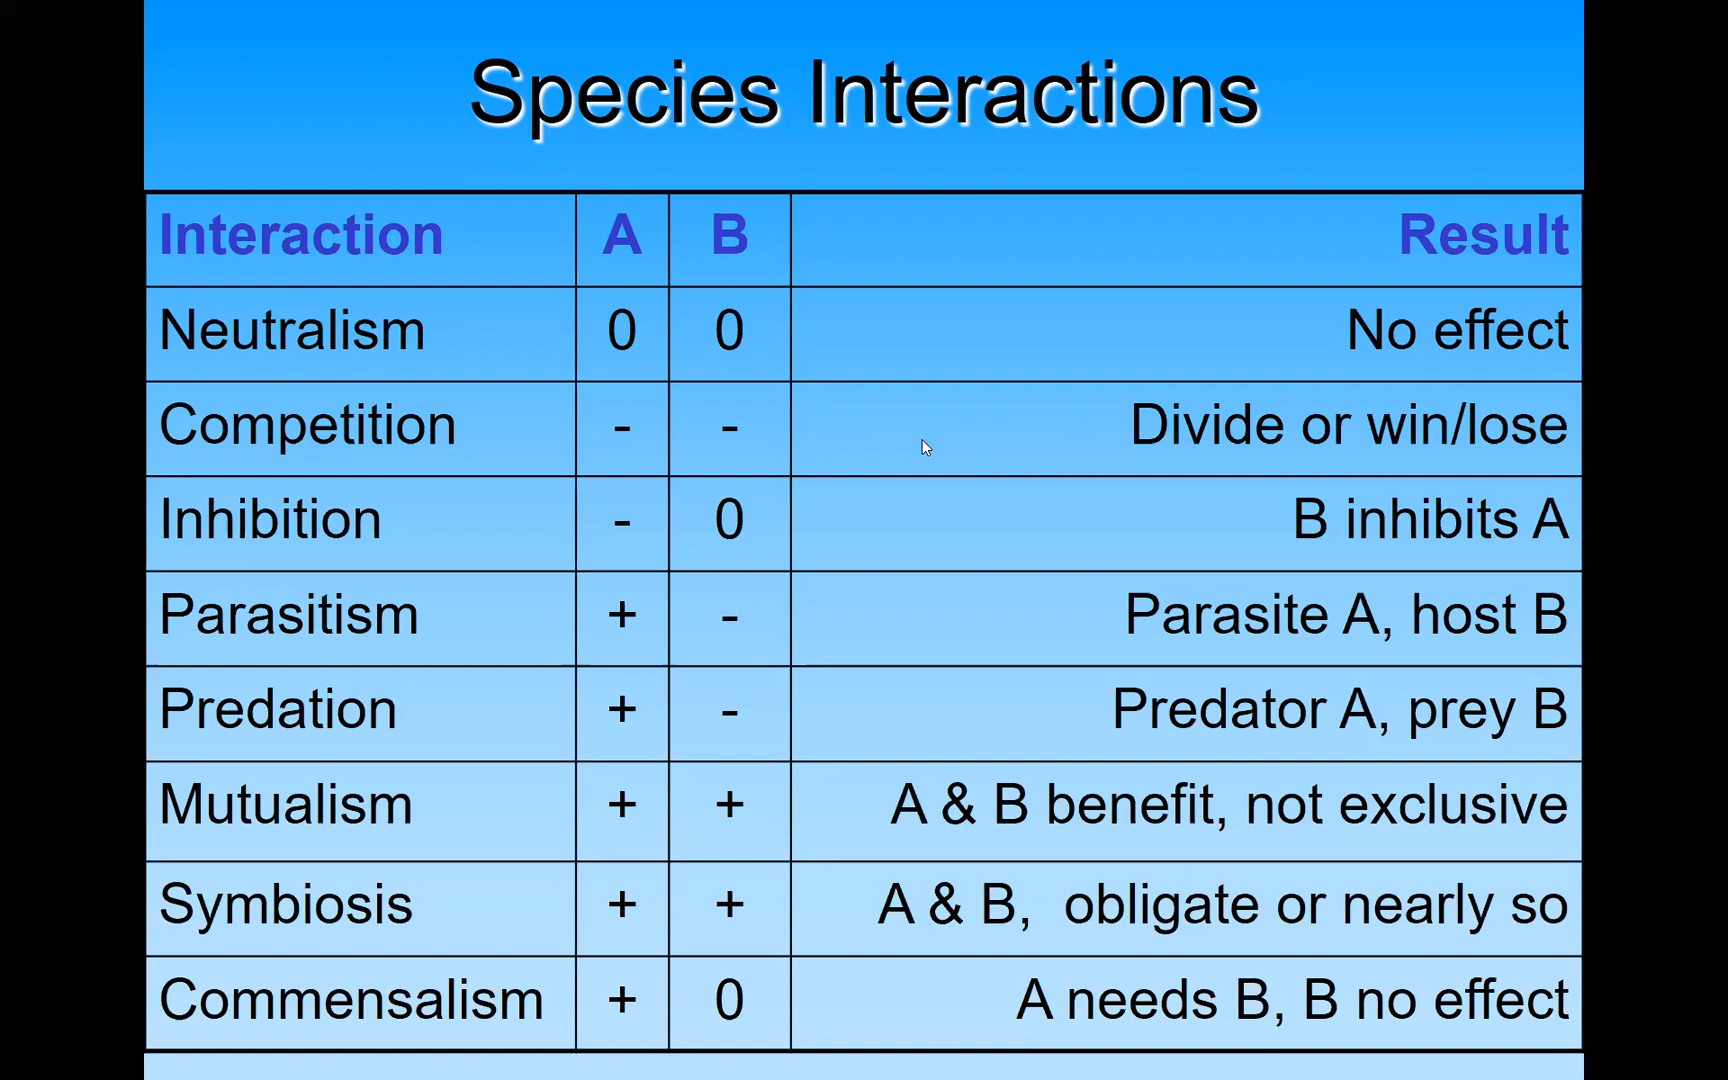 Species Interactions
Interaction A B Result
Neutralism 0 0 No effect
Competition - - Divide or win/lose
Inhibition - 0 B inhibits A
Parasitism + - Parasite A, host B
Predation + - Predator A, prey B
Mutualism + + A & B benefit, not exclusive
Symbiosis + + A & B, obligate or nearly so
Commensalism + 0 A needs B, B no effect